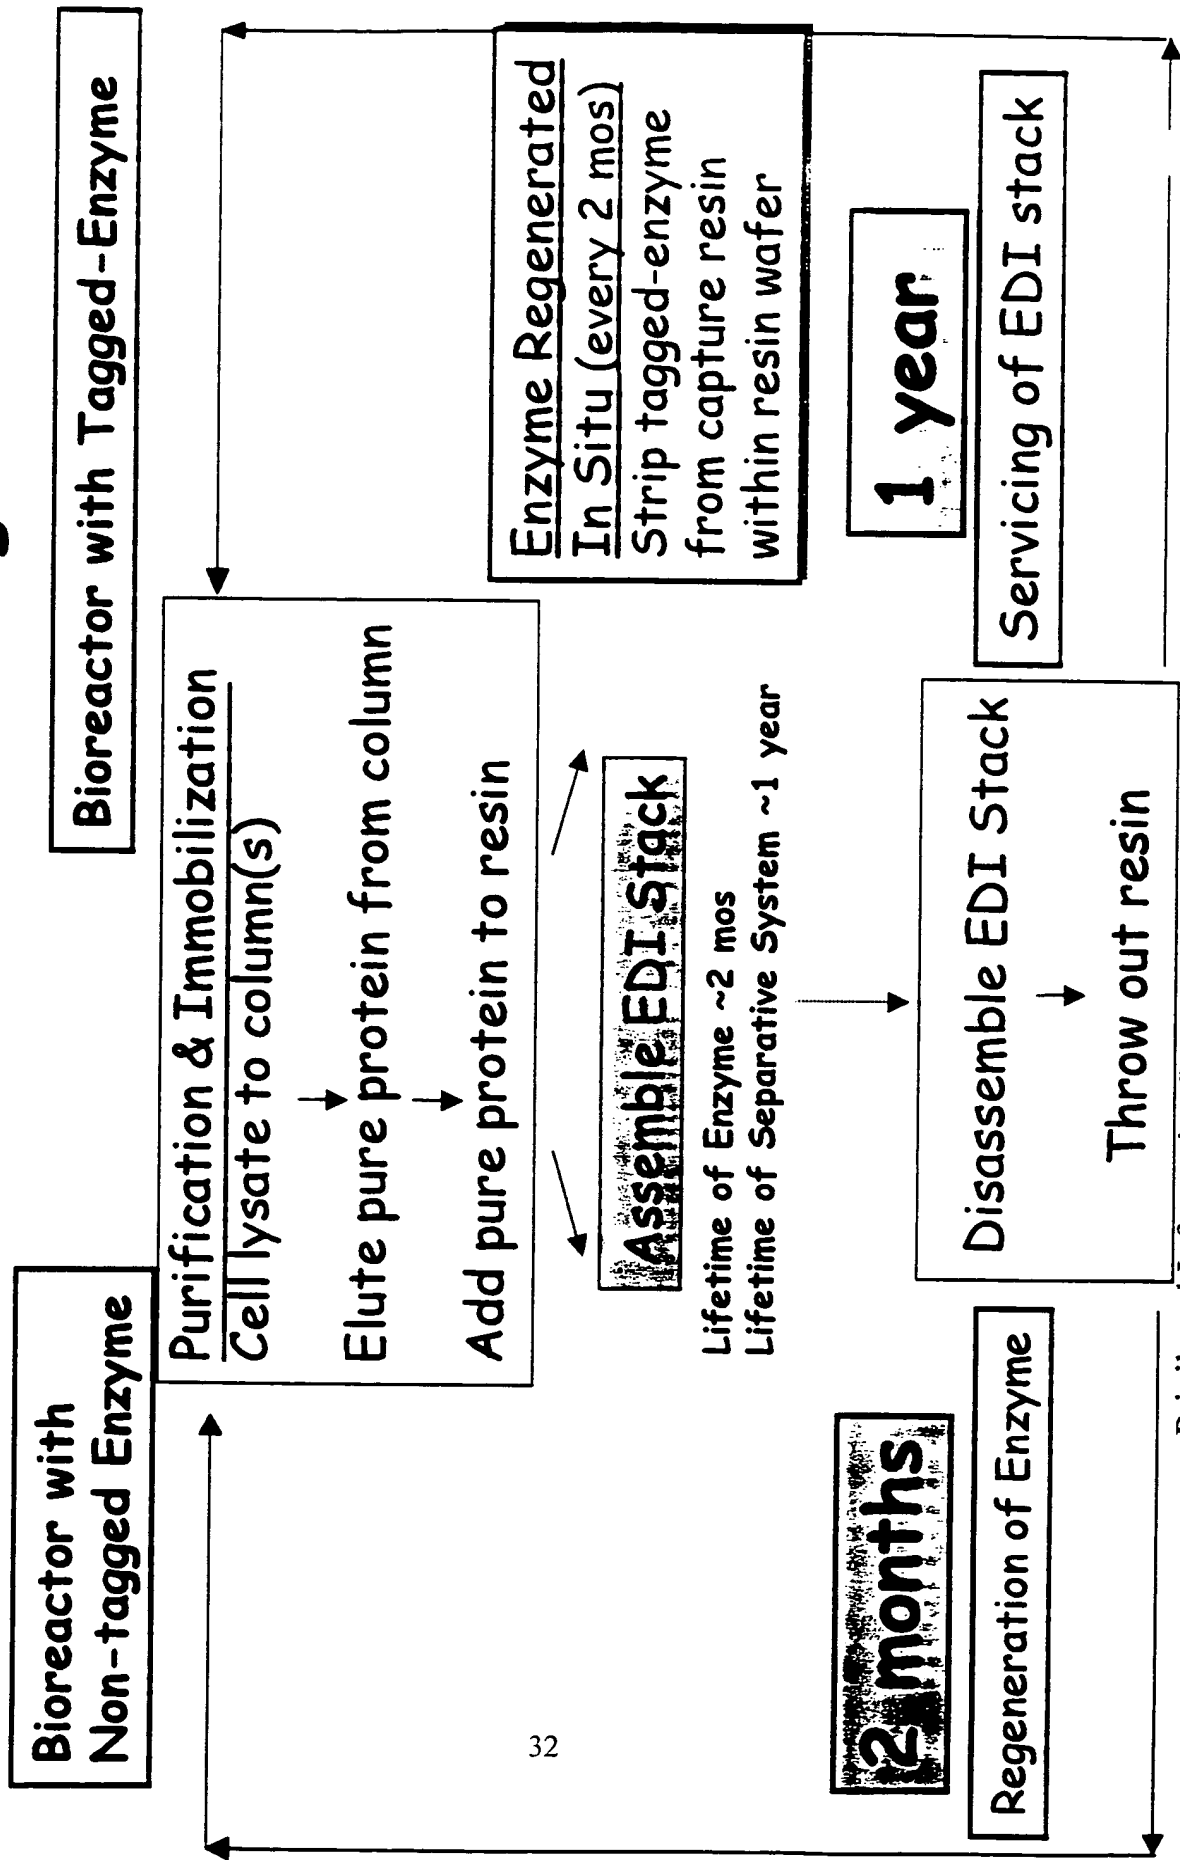 Bioreactor with
Non-tagged Enzyme
Bioreactor with Tagged-Enzyme
Purification & Immobilization
Cell lysate to column(s)
Elute pure protein from column
Add pure protein to resin
Assemble EDI Stack
Lifetime of Enzyme ~2 mos
Lifetime of Separative System ~1 year
Enzyme Regenerated
In Situ (every 2 mos)
Strip tagged-enzyme
from capture resin
within resin wafer
2 months
Regeneration of Enzyme
1 year
Servicing of EDI stack
Disassemble EDI Stack
Throw out resin
32